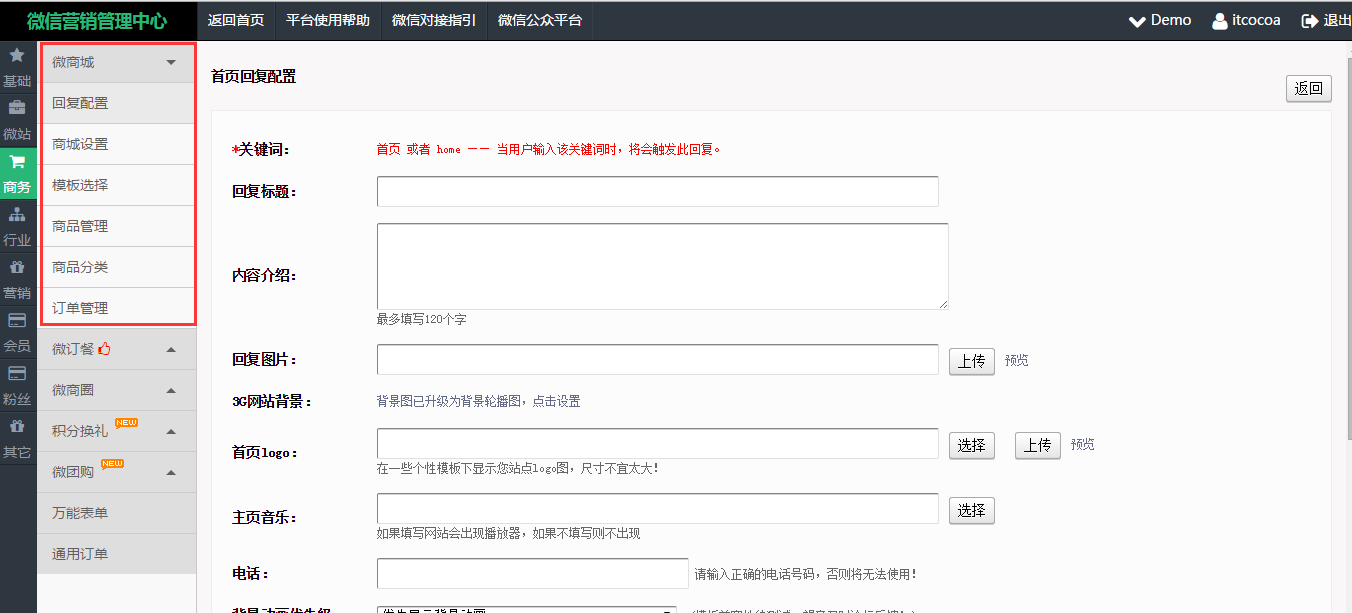 微信营销管理中心
返回首页
平台使用帮助
微信对接指引
微信公众平台
Demo
itcocoa
退出
基础
微站
商务
行业
营销
会员
粉丝
其它
微商城
回复配置
商城设置
模板选择
商品管理
商品分类
订单管理
微订餐
微商圈
积分换礼 NEW
微团购 NEW
万能表单
通用订单
首页回复配置
返回
*关键词: 首页 或者 home —— 当用户输入该关键词时，将会触发此回复。
回复标题:
内容介绍:
最多填写120个字
回复图片: 上传 预览
3G网站背景: 背景图已升级为背景轮播图，点击设置
首页logo: 选择 上传 预览
在一些个性模板下显示您站点logo图，尺寸不宜太大!
主页音乐: 选择
如果填写网站会出现播放器，如果不填写则不出现
电话: 请输入正确的电话号码，否则将无法使用!